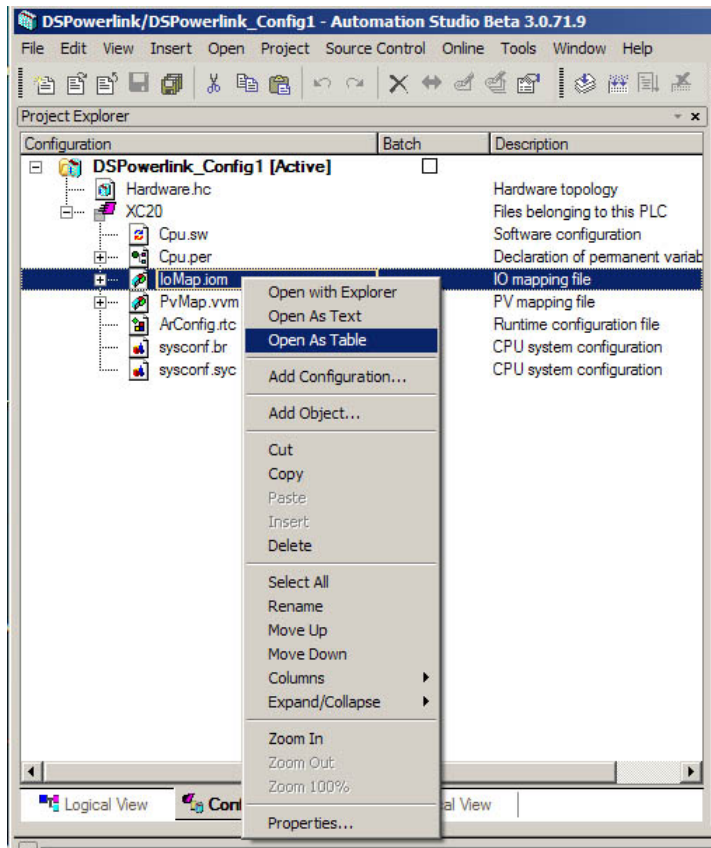 DSPowerlink/DSPowerlink_Config1 - Automation Studio Beta 3.0.71.9
File Edit View Insert Open Project Source Control Online Tools Window Help
Project Explorer
Configuration Batch Description
DSPowerlink_Config1 [Active]
Hardware.hc Hardware topology
XC20 Files belonging to this PLC
Cpu.sw Software configuration
Cpu.per Declaration of permanent variab
IoMap.iom IO mapping file
PvMap.vvm PV mapping file
ArConfig.rtc Runtime configuration file
sysconf.br CPU system configuration
sysconf.syc CPU system configuration
Open with Explorer
Open As Text
Open As Table
Add Configuration...
Add Object...
Cut
Copy
Paste
Insert
Delete
Select All
Rename
Move Up
Move Down
Columns
Expand/Collapse
Zoom In
Zoom Out
Zoom 100%
Properties...
Logical View Con al View